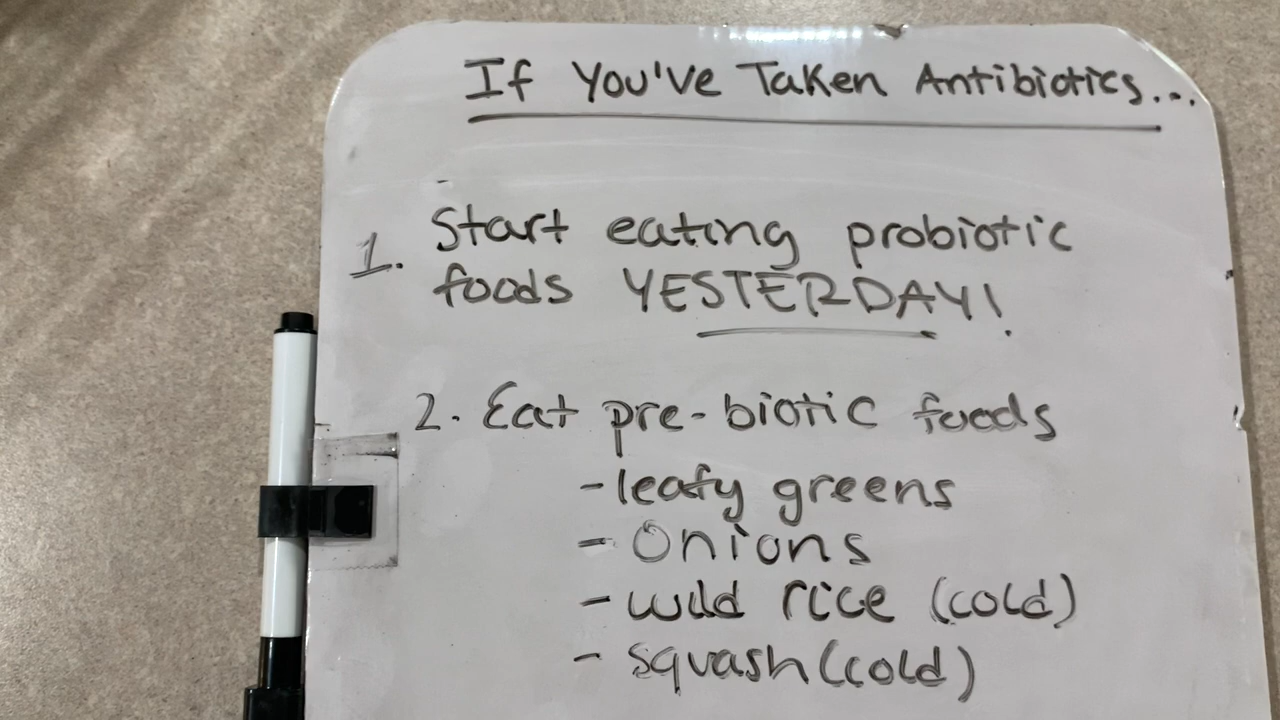 If You've Taken Antibiotics...
1. Start eating probiotic
foods YESTERDAY!
2. Eat pre-biotic foods
- leafy greens
- Onions
- wild rice (cold)
- squash (cold)